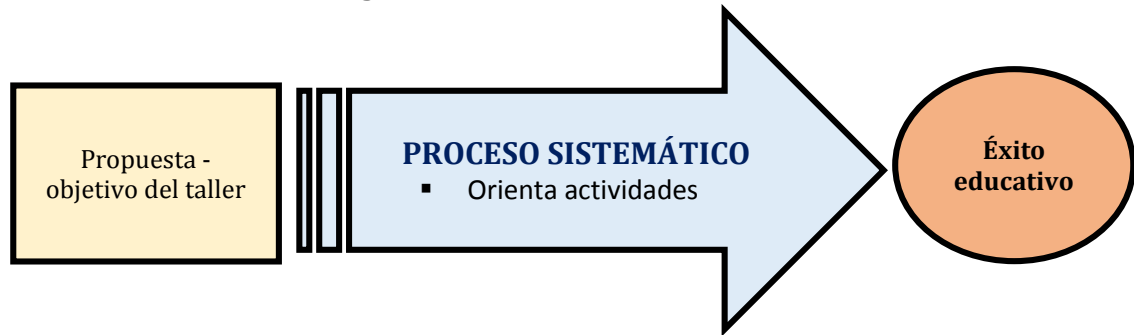 Propuesta -
objetivo del taller
PROCESO SISTEMÁTICO
▪ Orienta actividades
Éxito
educativo